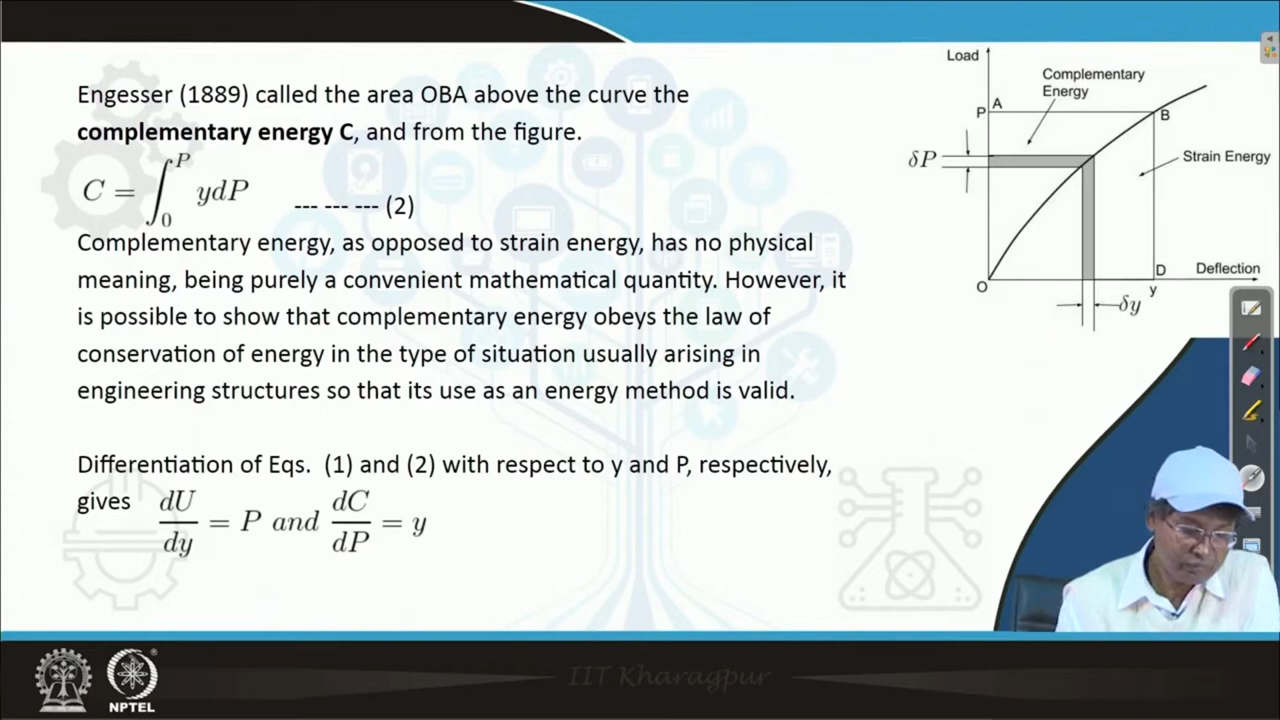 Engesser (1889) called the area OBA above the curve the
complementary energy C, and from the figure.
C = ∫₀ᴾ ydP --- --- --- (2)
Complementary energy, as opposed to strain energy, has no physical
meaning, being purely a convenient mathematical quantity. However, it
is possible to show that complementary energy obeys the law of
conservation of energy in the type of situation usually arising in
engineering structures so that its use as an energy method is valid.
Differentiation of Eqs. (1) and (2) with respect to y and P, respectively,
gives dU/dy = P and dC/dP = y
Load
Complementary
Energy
P A
B
δP
Strain Energy
O
D
Deflection
y
δy
IIT Kharagpur
NPTEL
®